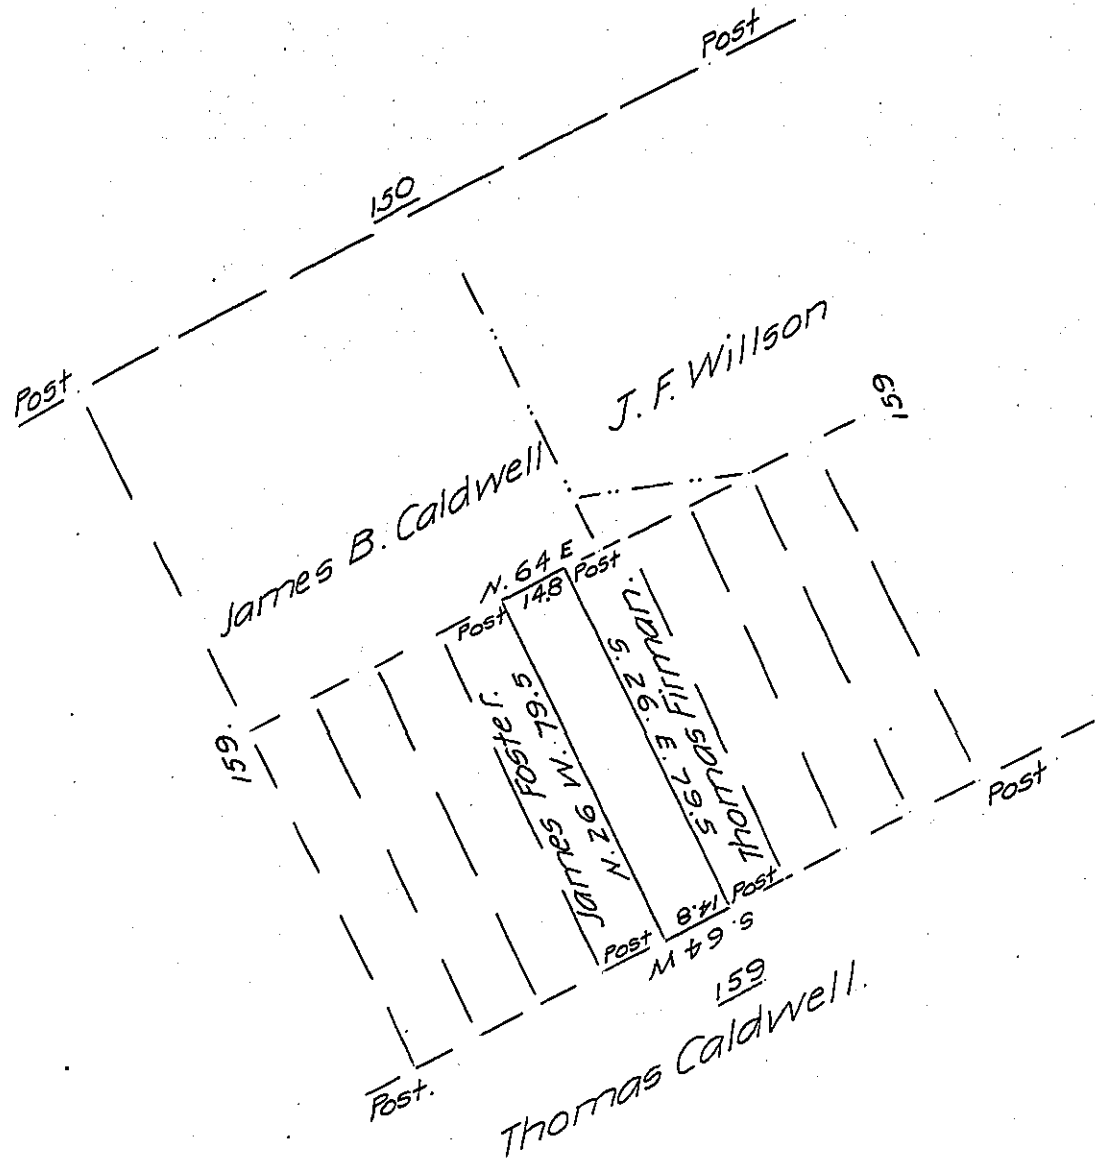 Post
150
Post.
J. F. Willson
159
James B. Caldwell
N. 64 E
14.8
Post
Post
159
James Foster.
N. 26 W. 79.5
S. 26. E. 79.5
Thomas Firman.
Post
Post
14.8
S. 64 W
Post
159
Thomas Caldwell.
Post.